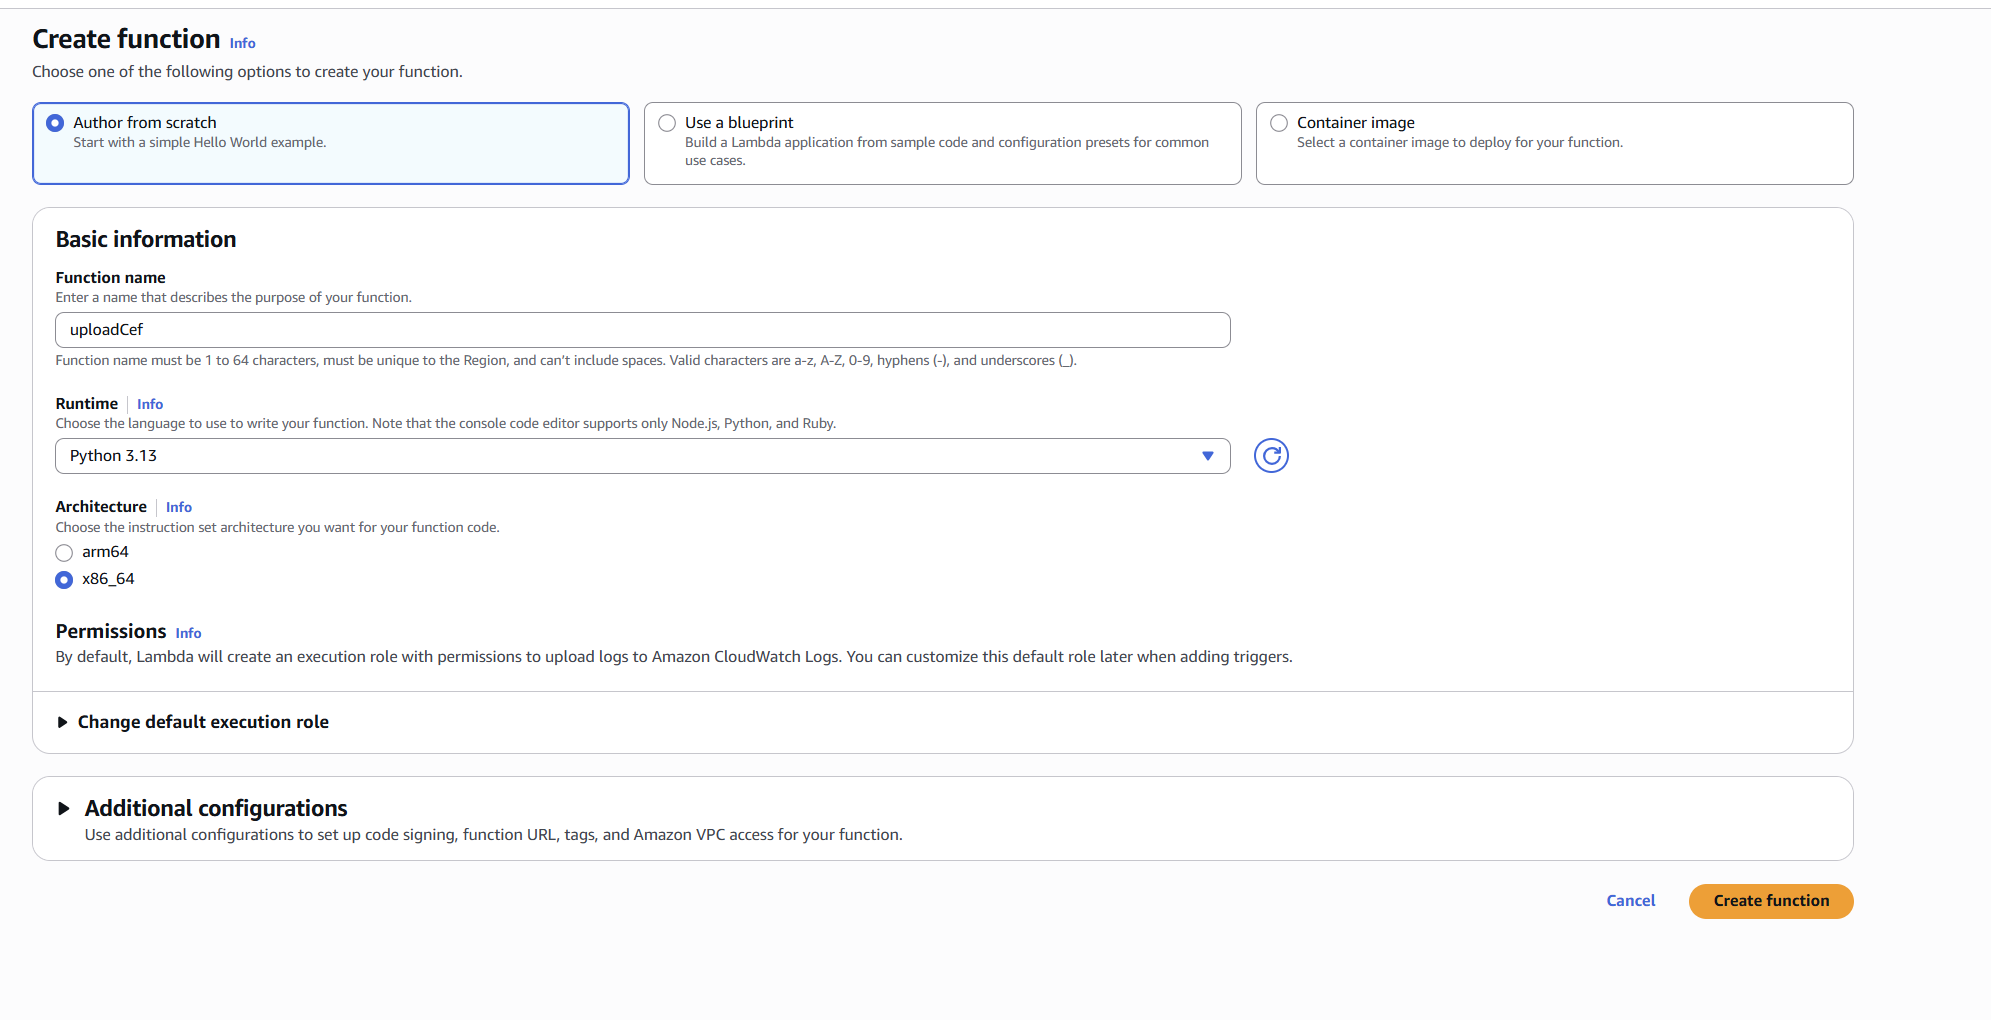 Create function Info
Choose one of the following options to create your function.
Author from scratch
Start with a simple Hello World example.
Use a blueprint
Build a Lambda application from sample code and configuration presets for common
use cases.
Container image
Select a container image to deploy for your function.
Basic information
Function name
Enter a name that describes the purpose of your function.
uploadCef
Function name must be 1 to 64 characters, must be unique to the Region, and can't include spaces. Valid characters are a-z, A-Z, 0-9, hyphens (-), and underscores (_).
Runtime Info
Choose the language to use to write your function. Note that the console code editor supports only Node.js, Python, and Ruby.
Python 3.13
Architecture Info
Choose the instruction set architecture you want for your function code.
arm64
x86_64
Permissions Info
By default, Lambda will create an execution role with permissions to upload logs to Amazon CloudWatch Logs. You can customize this default role later when adding triggers.
Change default execution role
Additional configurations
Use additional configurations to set up code signing, function URL, tags, and Amazon VPC access for your function.
Cancel Create function